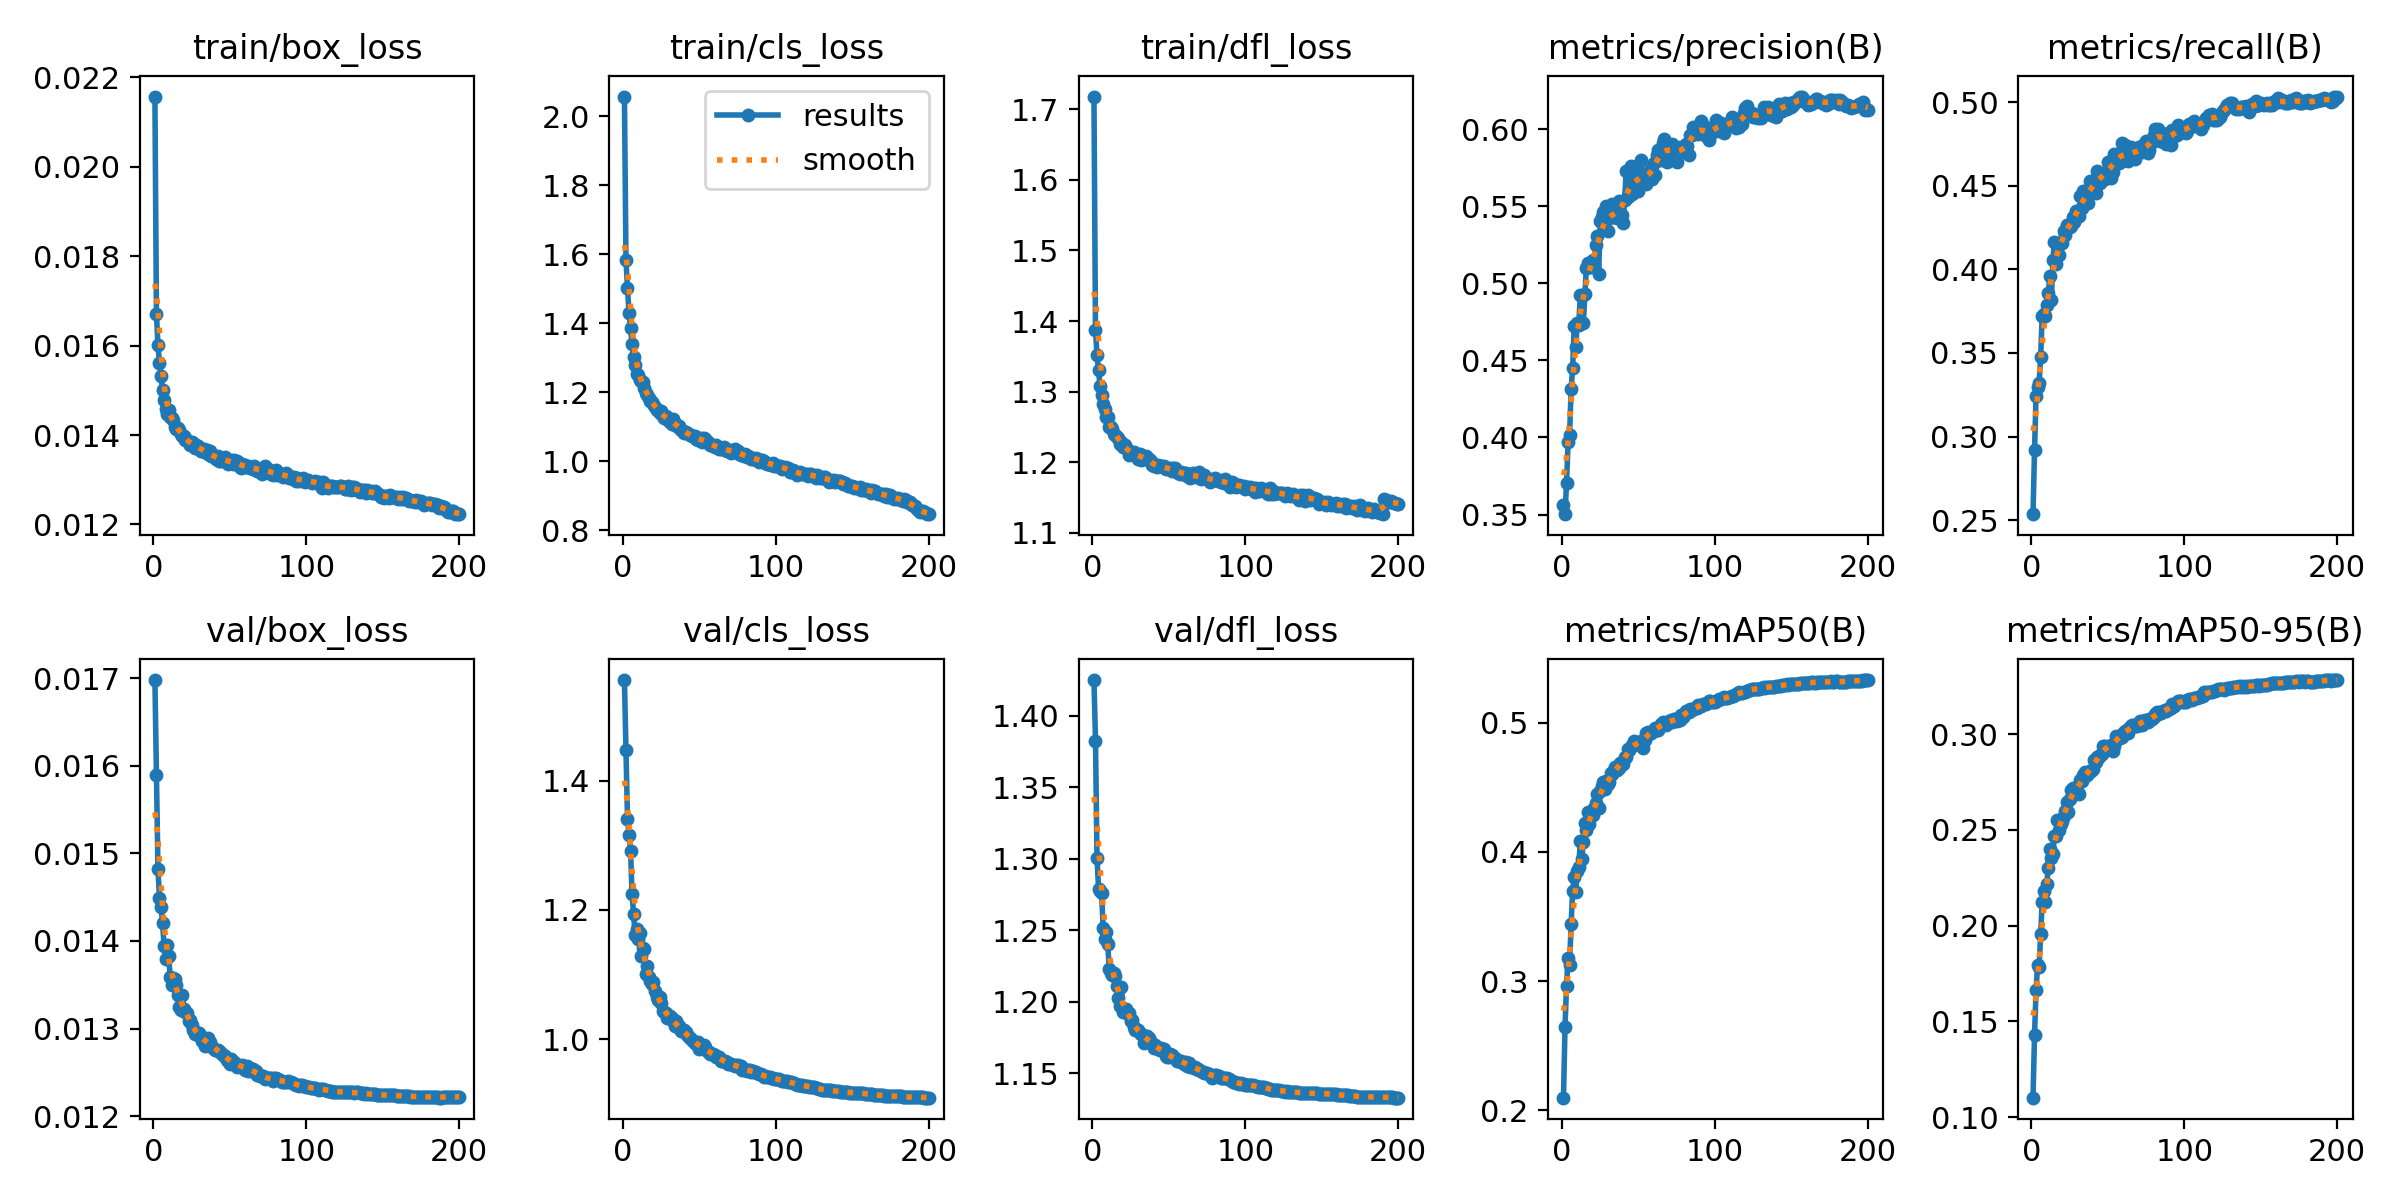 train/box_loss
0.022
0.020
0.018
0.016
0.014
0.012
0 100 200
train/cls_loss
results
smooth
2.0
1.8
1.6
1.4
1.2
1.0
0.8
0 100 200
train/dfl_loss
1.7
1.6
1.5
1.4
1.3
1.2
1.1
0 100 200
metrics/precision(B)
0.60
0.55
0.50
0.45
0.40
0.35
0 100 200
metrics/recall(B)
0.50
0.45
0.40
0.35
0.30
0.25
0 100 200
val/box_loss
0.017
0.016
0.015
0.014
0.013
0.012
0 100 200
val/cls_loss
1.4
1.2
1.0
0 100 200
val/dfl_loss
1.40
1.35
1.30
1.25
1.20
1.15
0 100 200
metrics/mAP50(B)
0.5
0.4
0.3
0.2
0 100 200
metrics/mAP50-95(B)
0.30
0.25
0.20
0.15
0.10
0 100 200